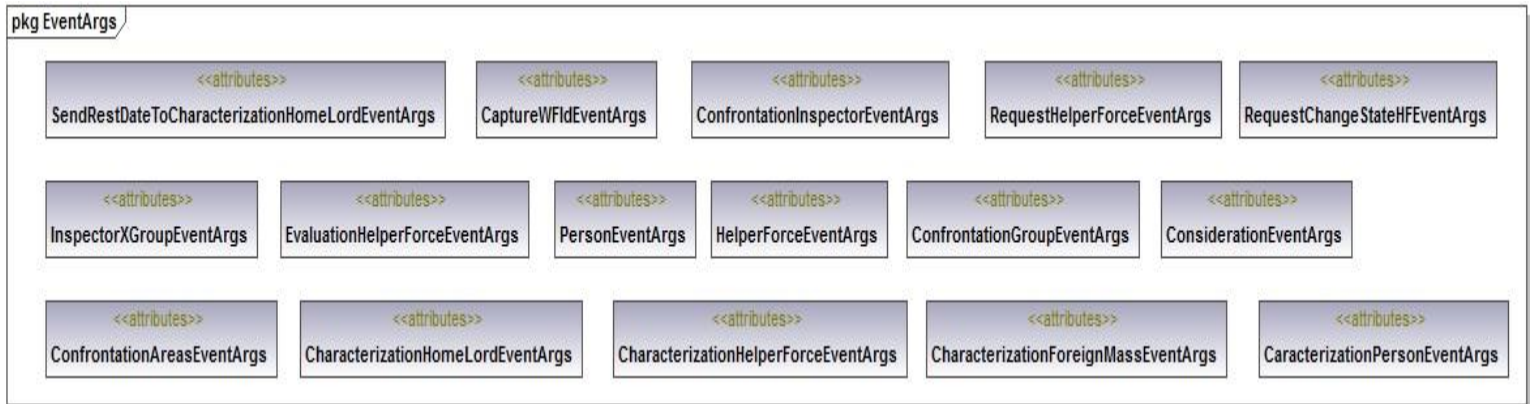 pkg EventArgs
<<attributes>> <<attributes>> <<attributes>> <<attributes>> <<attributes>>
SendRestDateToCharacterizationHomeLordEventArgs CaptureWFIdEventArgs ConfrontationInspectorEventArgs RequestHelperForceEventArgs RequestChangeStateHFEventArgs
<<attributes>> <<attributes>> <<attributes>> <<attributes>> <<attributes>> <<attributes>>
InspectorXGroupEventArgs EvaluationHelperForceEventArgs PersonEventArgs HelperForceEventArgs ConfrontationGroupEventArgs ConsiderationEventArgs
<<attributes>> <<attributes>> <<attributes>> <<attributes>> <<attributes>>
ConfrontationAreasEventArgs CharacterizationHomeLordEventArgs CharacterizationHelperForceEventArgs CharacterizationForeignMassEventArgs CaracterizationPersonEventArgs